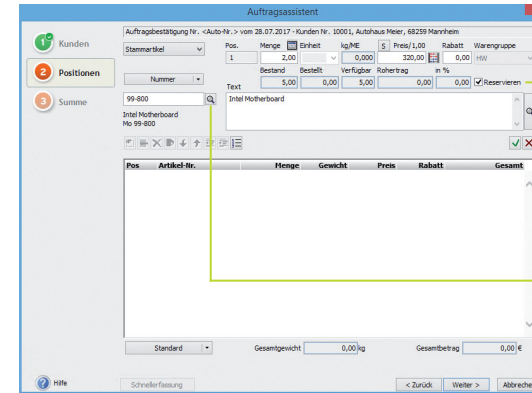 Auftragsassistent
Auftragsbestätigung Nr. <Auto-Nr.> vom 28.07.2017 - Kunden Nr. 10001, Autohaus Meier, 68259 Mannheim
1 Kunden
2 Positionen
3 Summe
Stammartikel
Pos. Menge Einheit kg/ME S Preis/1,00 Rabatt Warengruppe
1 2,00 0,000 320,00 0,00 HW
Bestand Bestellt Verfügbar Rohertrag in %
5,00 0,00 5,00 0,00 0,00 Reservieren
Nummer
Text
99-800
Intel Motherboard
Intel Motherboard
Mo 99-800
Pos Artikel-Nr. Menge Gewicht Preis Rabatt Gesamt
Standard Gesamtgewicht 0,00 kg Gesamtbetrag 0,00 €
Hilfe Schnellerfassung < Zurück Weiter > Abbreche